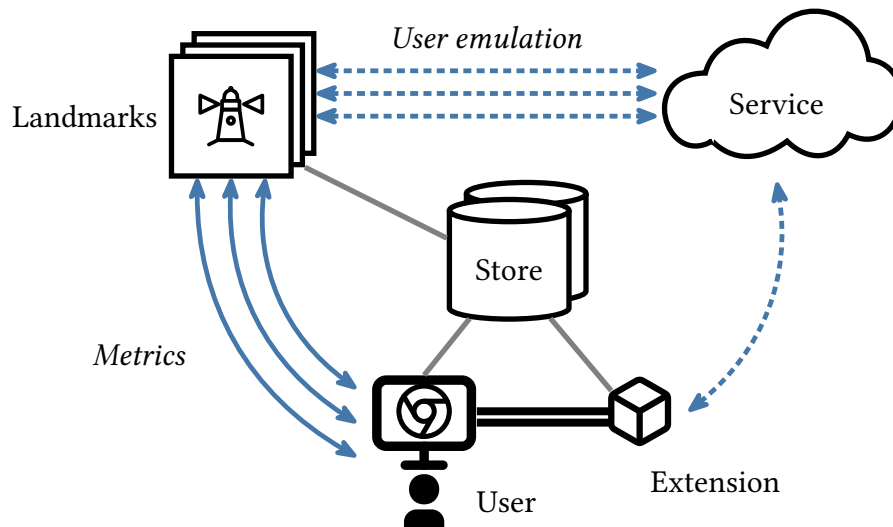 User emulation
Landmarks
Service
Store
Metrics
User
Extension